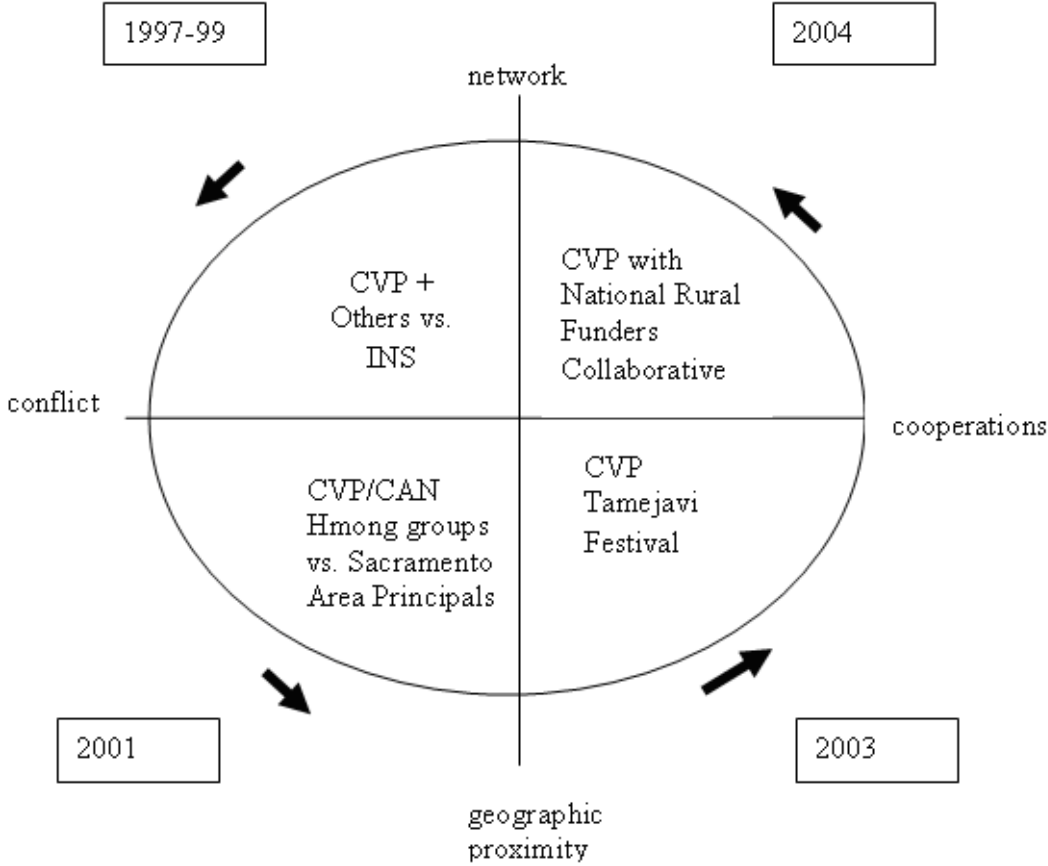 1997-99
2004
network
CVP +
Others vs.
INS
CVP with
National Rural
Funders
Collaborative
conflict
cooperations
CVP/CAN
Hmong groups
vs. Sacramento
Area Principals
CVP
Tamejavi
Festival
2001
2003
geographic
proximity